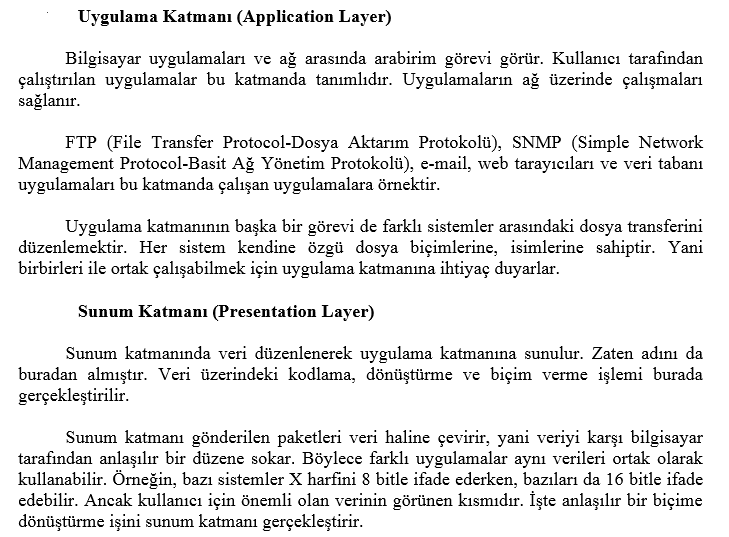 Uygulama Katmanı (Application Layer)
Bilgisayar uygulamaları ve ağ arasında arabirim görevi görür. Kullanıcı tarafından
çalıştırılan uygulamalar bu katmanda tanımlıdır. Uygulamaların ağ üzerinde çalışmaları
sağlanır.
FTP (File Transfer Protocol-Dosya Aktarım Protokolü), SNMP (Simple Network
Management Protocol-Basit Ağ Yönetim Protokolü), e-mail, web tarayıcıları ve veri tabanı
uygulamaları bu katmanda çalışan uygulamalara örnektir.
Uygulama katmanının başka bir görevi de farklı sistemler arasındaki dosya transferini
düzenlemektir. Her sistem kendine özgü dosya biçimlerine, isimlerine sahiptir. Yani
birbirleri ile ortak çalışabilmek için uygulama katmanına ihtiyaç duyarlar.
Sunum Katmanı (Presentation Layer)
Sunum katmanında veri düzenlenerek uygulama katmanına sunulur. Zaten adını da
buradan almıştır. Veri üzerindeki kodlama, dönüştürme ve biçim verme işlemi burada
gerçekleştirilir.
Sunum katmanı gönderilen paketleri veri haline çevirir, yani veriyi karşı bilgisayar
tarafından anlaşılır bir düzene sokar. Böylece farklı uygulamalar aynı verileri ortak olarak
kullanabilir. Örneğin, bazı sistemler X harfini 8 bitle ifade ederken, bazıları da 16 bitle ifade
edebilir. Ancak kullanıcı için önemli olan verinin görünen kısmıdır. İşte anlaşılır bir biçime
dönüştürme işini sunum katmanı gerçekleştirir.